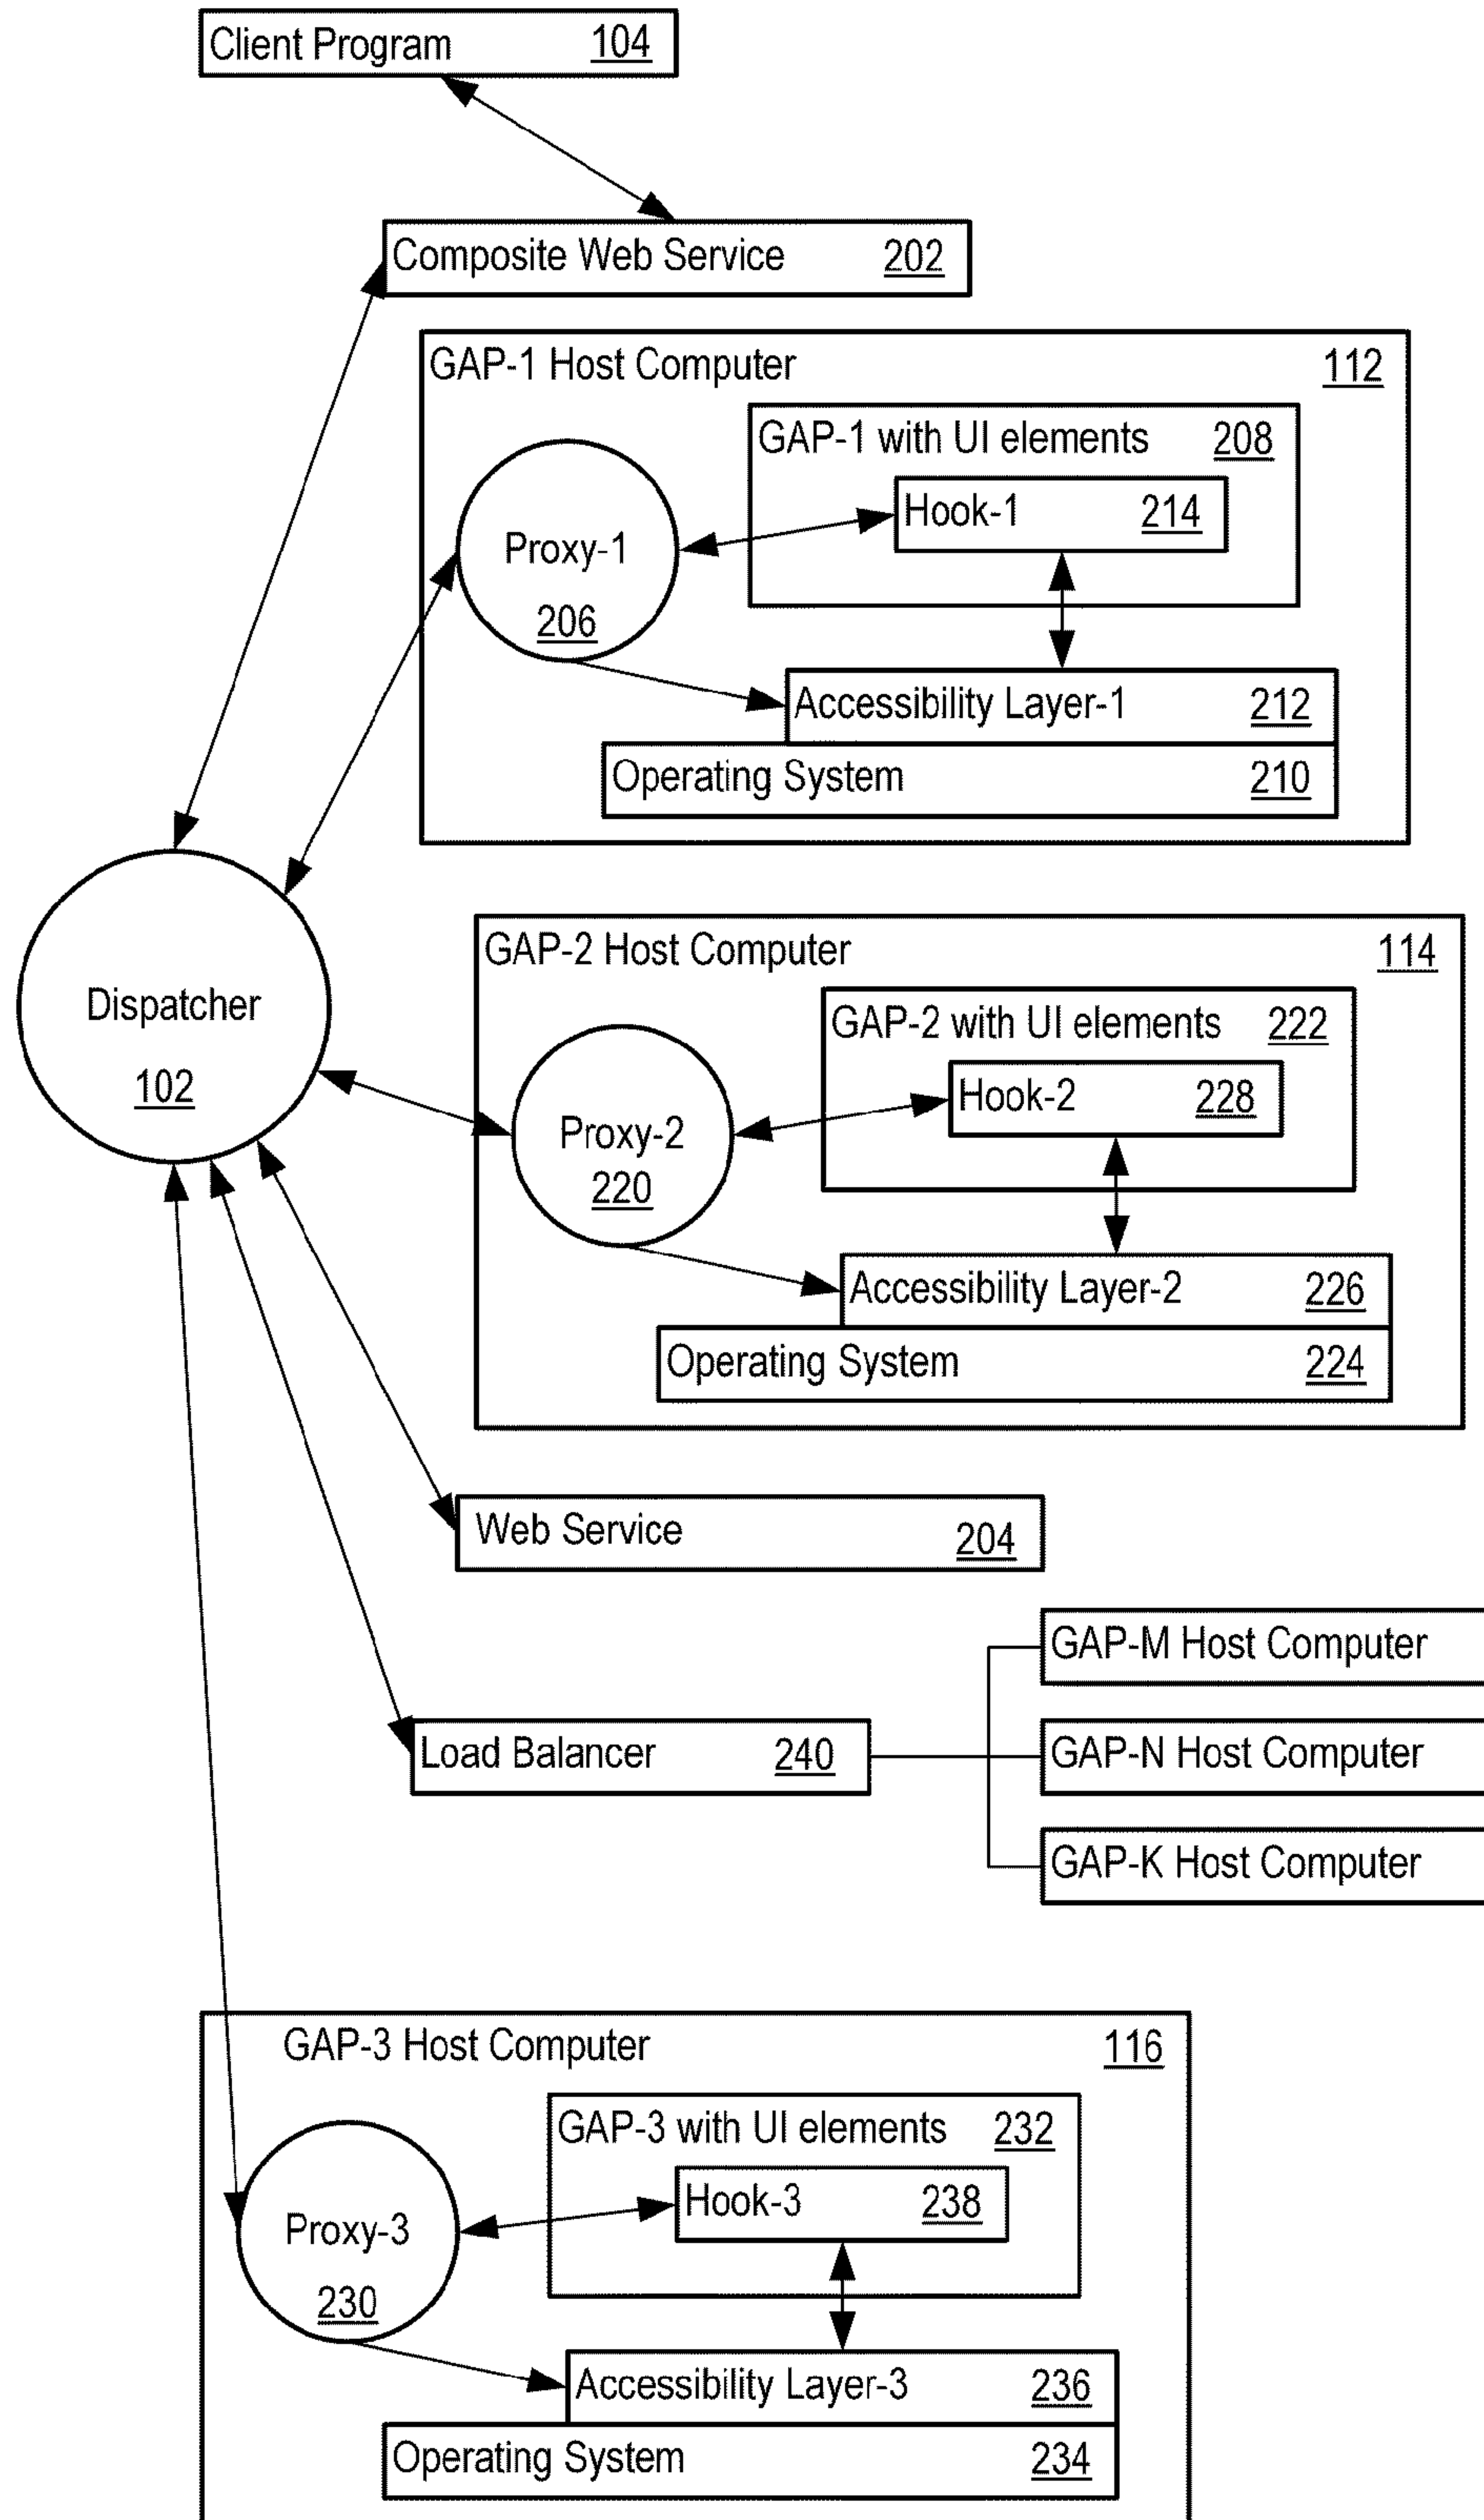 Client Program 104
Composite Web Service 202
GAP-1 Host Computer 112
GAP-1 with UI elements 208
Hook-1 214
Proxy-1
206
Accessibility Layer-1 212
Operating System 210
Dispatcher
102
GAP-2 Host Computer 114
GAP-2 with UI elements 222
Hook-2 228
Proxy-2
220
Accessibility Layer-2 226
Operating System 224
Web Service 204
GAP-M Host Computer
Load Balancer 240
GAP-N Host Computer
GAP-K Host Computer
GAP-3 Host Computer 116
GAP-3 with UI elements 232
Hook-3 238
Proxy-3
230
Accessibility Layer-3 236
Operating System 234